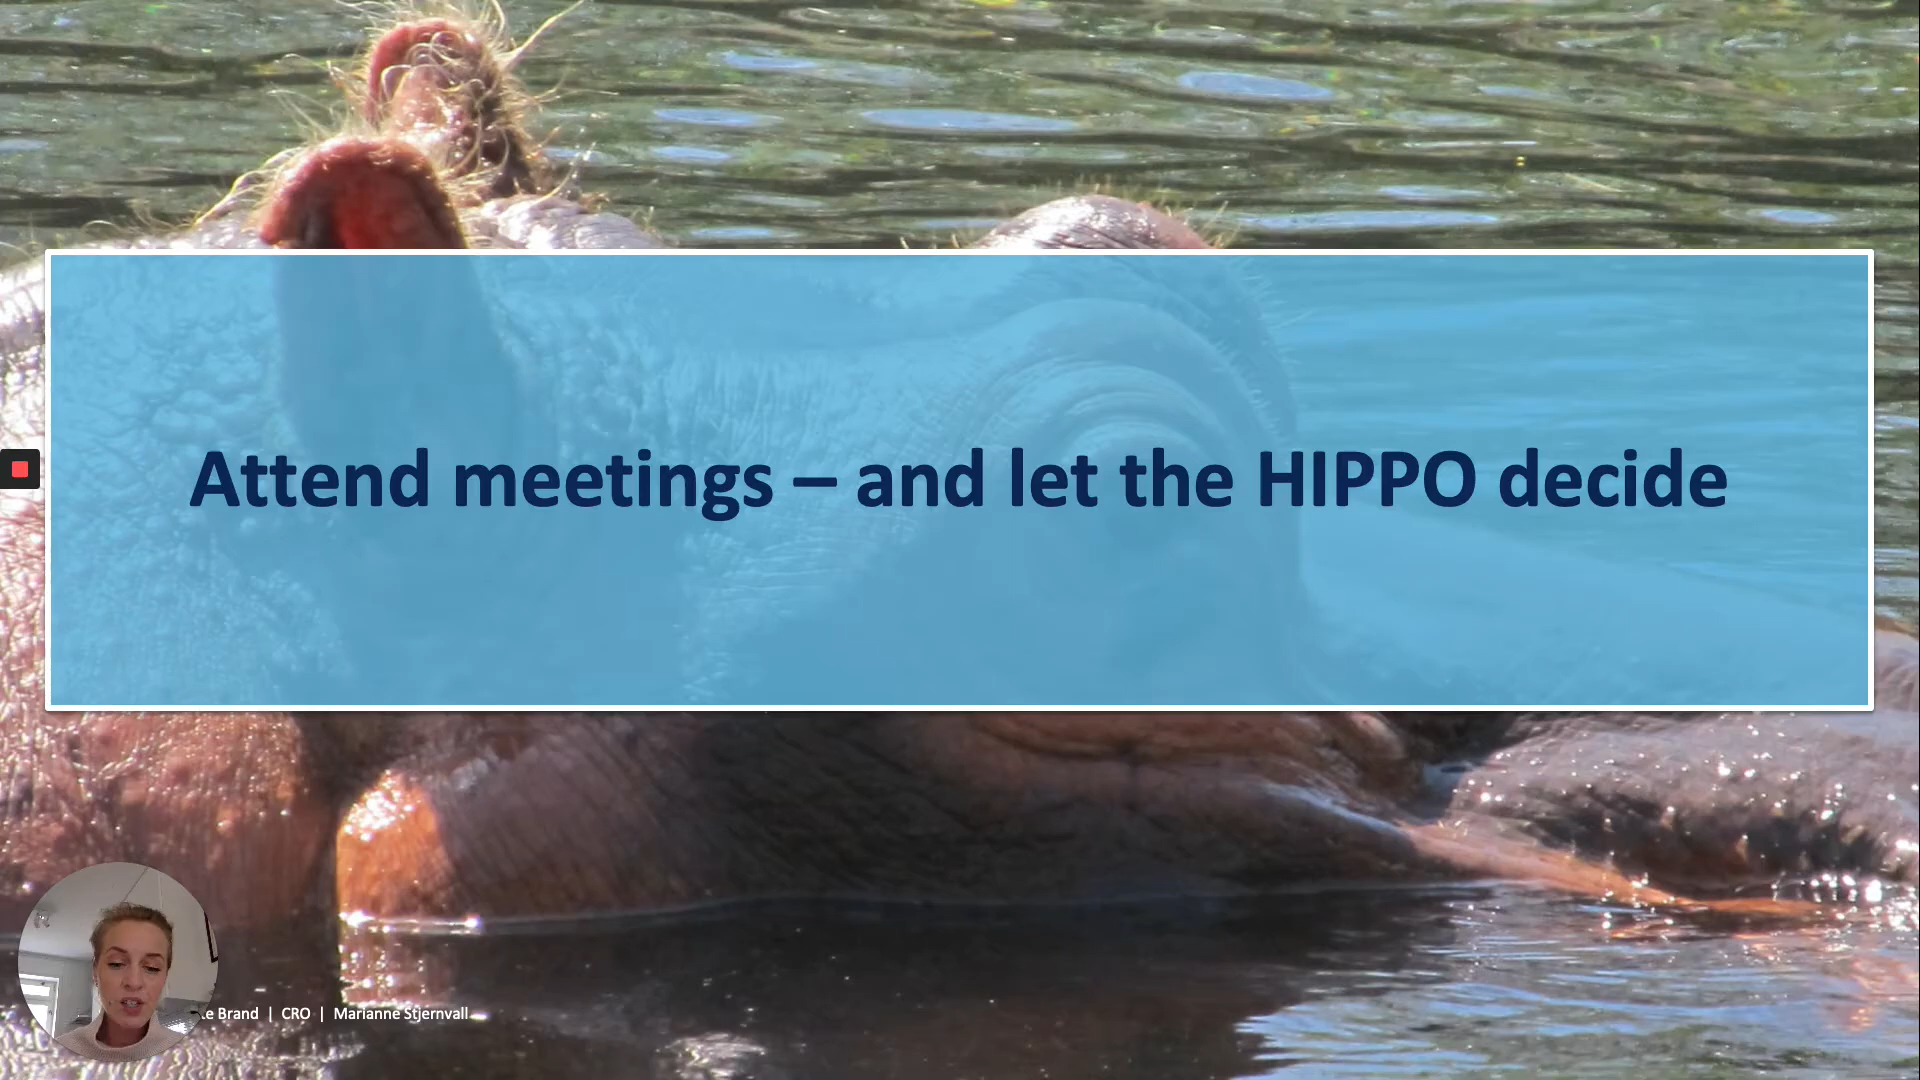 Attend meetings – and let the HIPPO decide
Brand | CRO | Marianne Stjernvall